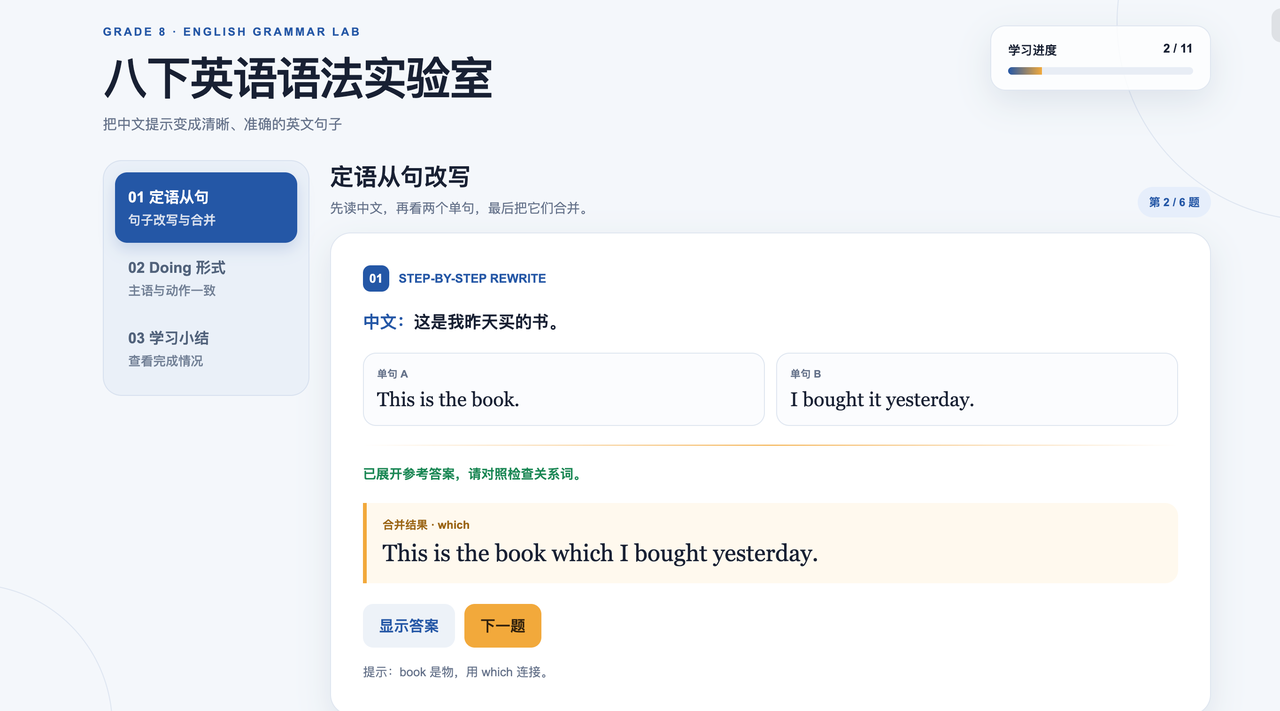 GRADE 8 · ENGLISH GRAMMAR LAB
八下英语语法实验室
把中文提示变成清晰、准确的英文句子
学习进度 2 / 11
01 定语从句
句子改写与合并
02 Doing 形式
主语与动作一致
03 学习小结
查看完成情况
定语从句改写
先读中文，再看两个单句，最后把它们合并。
第 2 / 6 题
01 STEP-BY-STEP REWRITE
中文：这是我昨天买的书。
单句 A
This is the book.
单句 B
I bought it yesterday.
已展开参考答案，请对照检查关系词。
合并结果 · which
This is the book which I bought yesterday.
显示答案 下一题
提示：book 是物，用 which 连接。